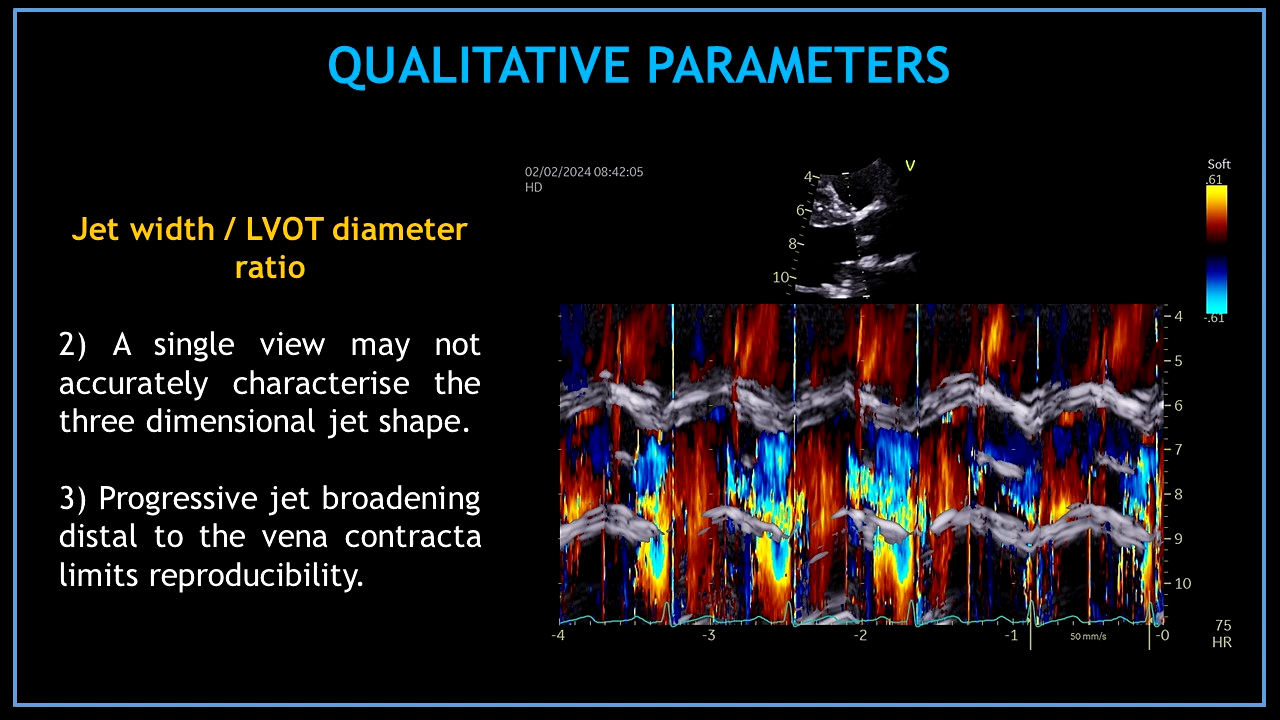 QUALITATIVE PARAMETERS
Jet width / LVOT diameter
ratio
2) A single view may not
accurately characterise the
three dimensional jet shape.
3) Progressive jet broadening
distal to the vena contracta
limits reproducibility.
02/02/2024 08:42:05
HD
V
4
6
8
10
Soft
.61
-.61
4
5
6
7
8
9
10
-4
-3
-2
-1
50 mm/s
-0
75
HR